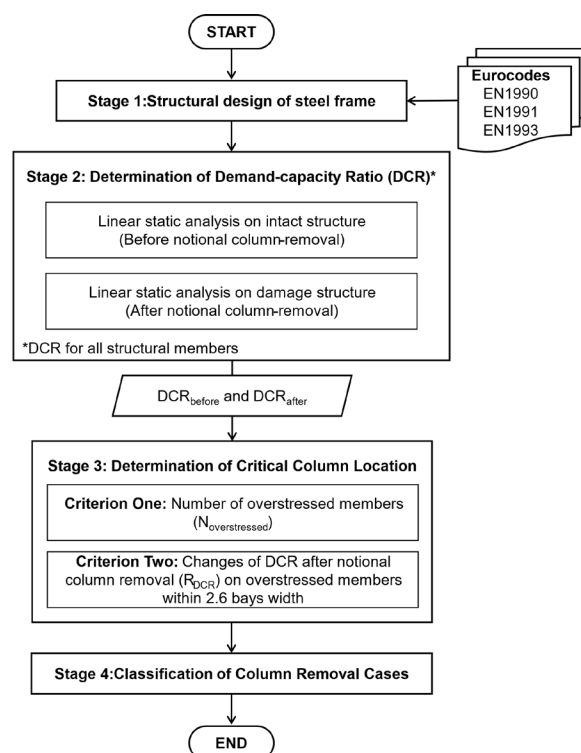 START
Stage 1:Structural design of steel frame
Eurocodes
EN1990
EN1991
EN1993
Stage 2: Determination of Demand-capacity Ratio (DCR)*
Linear static analysis on intact structure
(Before notional column-removal)
Linear static analysis on damage structure
(After notional column-removal)
*DCR for all structural members
DCRbefore and DCRafter
Stage 3: Determination of Critical Column Location
Criterion One: Number of overstressed members
(Noverstressed)
Criterion Two: Changes of DCR after notional
column removal (RDCR) on overstressed members
within 2.6 bays width
Stage 4:Classification of Column Removal Cases
END